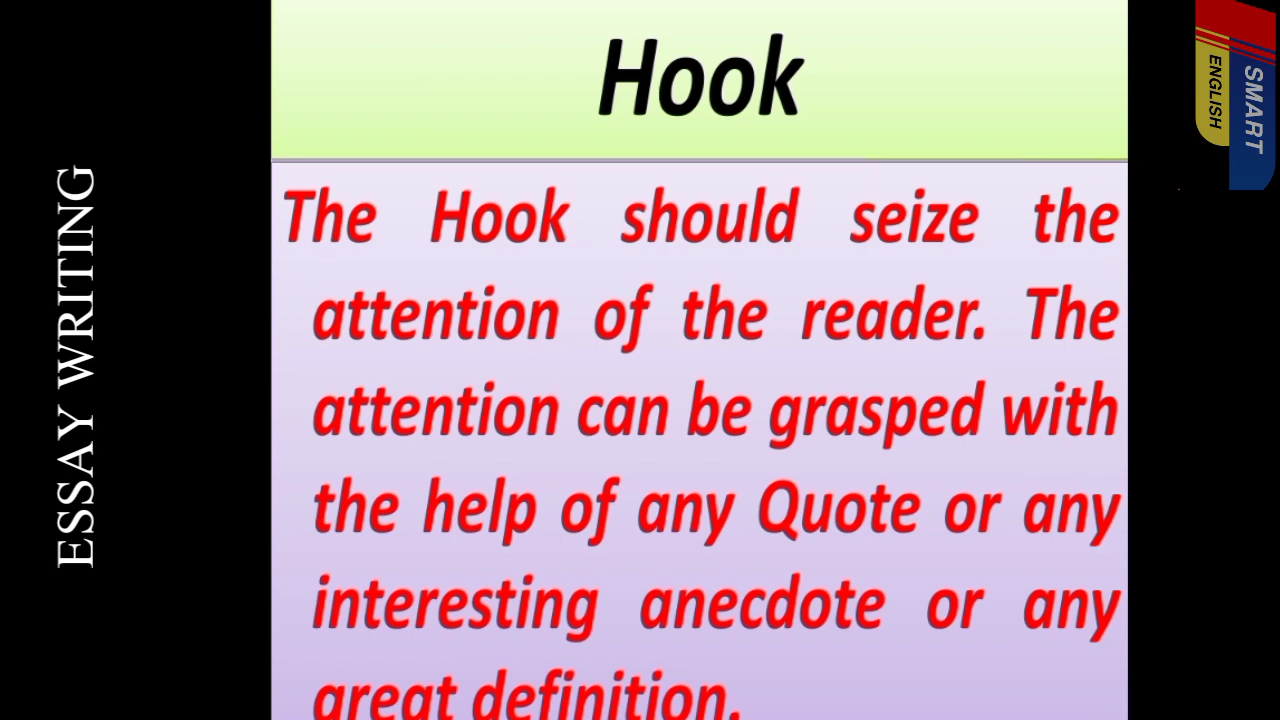 ESSAY WRITING
Hook
The Hook should seize the
attention of the reader. The
attention can be grasped with
the help of any Quote or any
interesting anecdote or any
great definition.
SMART
ENGLISH